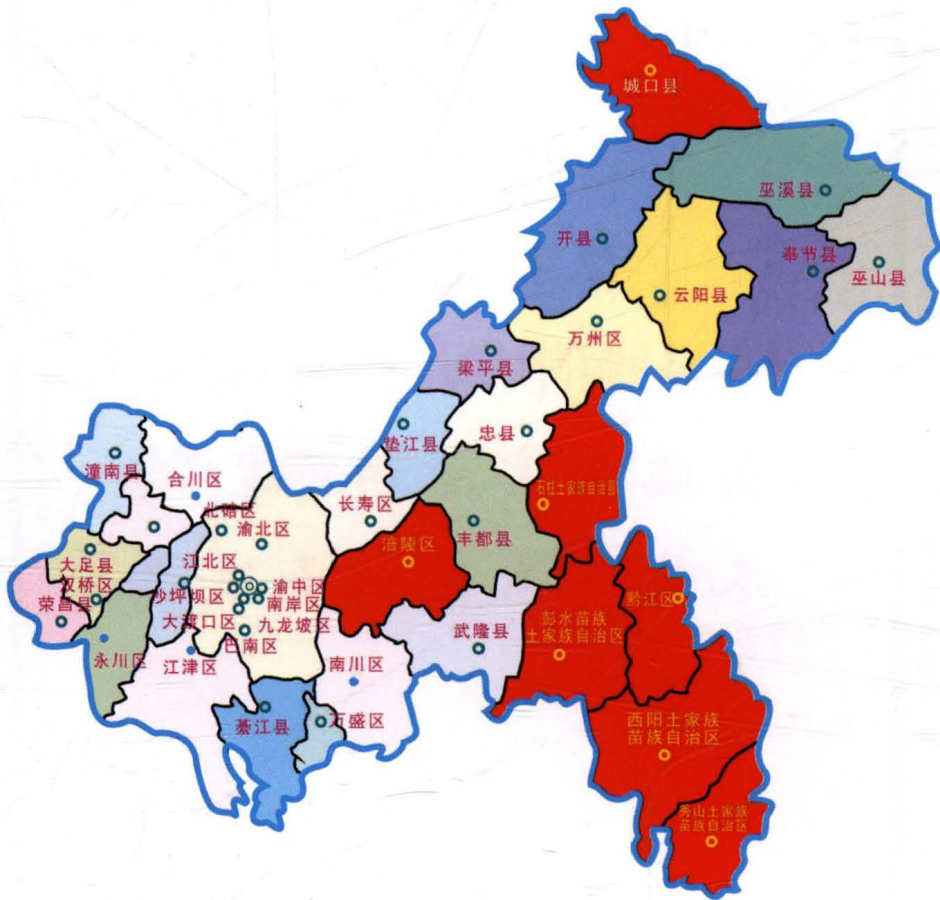 城口县
巫溪县
开县
奉节县
云阳县
巫山县
万州区
梁平县
忠县
垫江县
潼南县
合川区
石柱土家族自治县
长寿区
北碚区
渝北区
丰都县
涪陵区
大足县
江北区
双桥区
渝中区
荣昌县
沙坪坝区
南岸区
黔江区
大渡口区
九龙坡区
彭水苗族
土家族自治区
武隆县
巴南区
永川区
江津区
南川区
綦江县
万盛区
酉阳土家族
苗族自治区
秀山土家族
苗族自治区